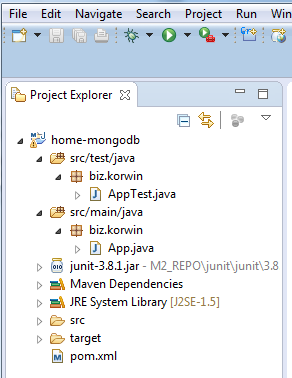 File Edit Navigate Search Project Run Win
Project Explorer
home-mongodb
src/test/java
biz.korwin
AppTest.java
src/main/java
biz.korwin
App.java
junit-3.8.1.jar - M2_REPO\junit\junit\3.8
Maven Dependencies
JRE System Library [J2SE-1.5]
src
target
pom.xml